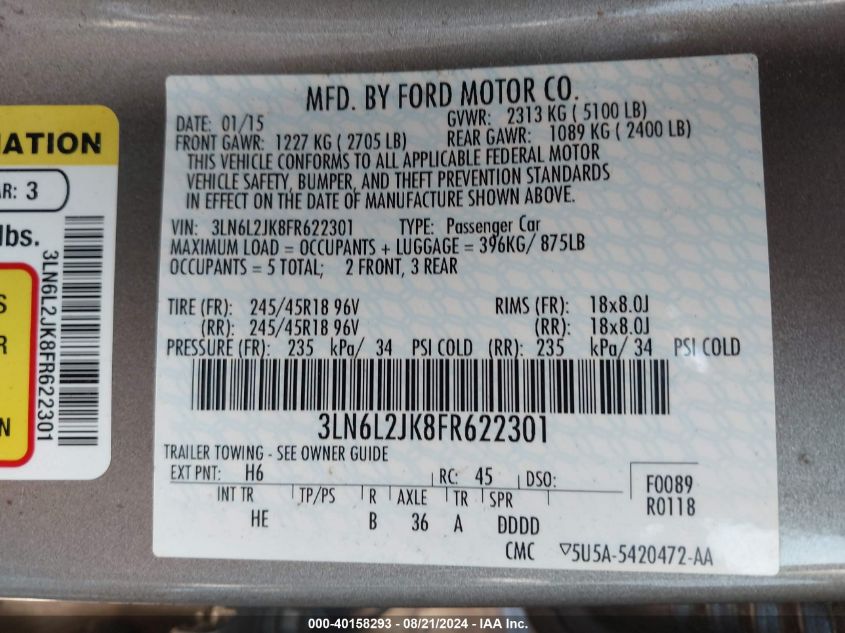 MATION
AR: 3
lbs.
S
R
N
3LN6L2JK8FR622301
MFD. BY FORD MOTOR CO.
DATE: 01/15 GVWR: 2313 KG ( 5100 LB)
FRONT GAWR: 1227 KG ( 2705 LB) REAR GAWR: 1089 KG ( 2400 LB)
THIS VEHICLE CONFORMS TO ALL APPLICABLE FEDERAL MOTOR
VEHICLE SAFETY, BUMPER, AND THEFT PREVENTION STANDARDS
IN EFFECT ON THE DATE OF MANUFACTURE SHOWN ABOVE.
VIN: 3LN6L2JK8FR622301 TYPE: Passenger Car
MAXIMUM LOAD = OCCUPANTS + LUGGAGE = 396KG/ 875LB
OCCUPANTS = 5 TOTAL; 2 FRONT, 3 REAR
TIRE (FR): 245/45R18 96V RIMS (FR): 18x8.0J
(RR): 245/45R18 96V (RR): 18x8.0J
PRESSURE (FR): 235 kPa/ 34 PSI COLD (RR): 235 kPa/ 34 PSI COLD
3LN6L2JK8FR622301
TRAILER TOWING - SEE OWNER GUIDE
EXT PNT: H6 RC: 45 DSO:
F0089
R0118
INT TR TP/PS R AXLE TR SPR
HE B 36 A DDDD
CMC ▽5U5A-5420472-AA
000-40158293 - 08/21/2024 - IAA Inc.